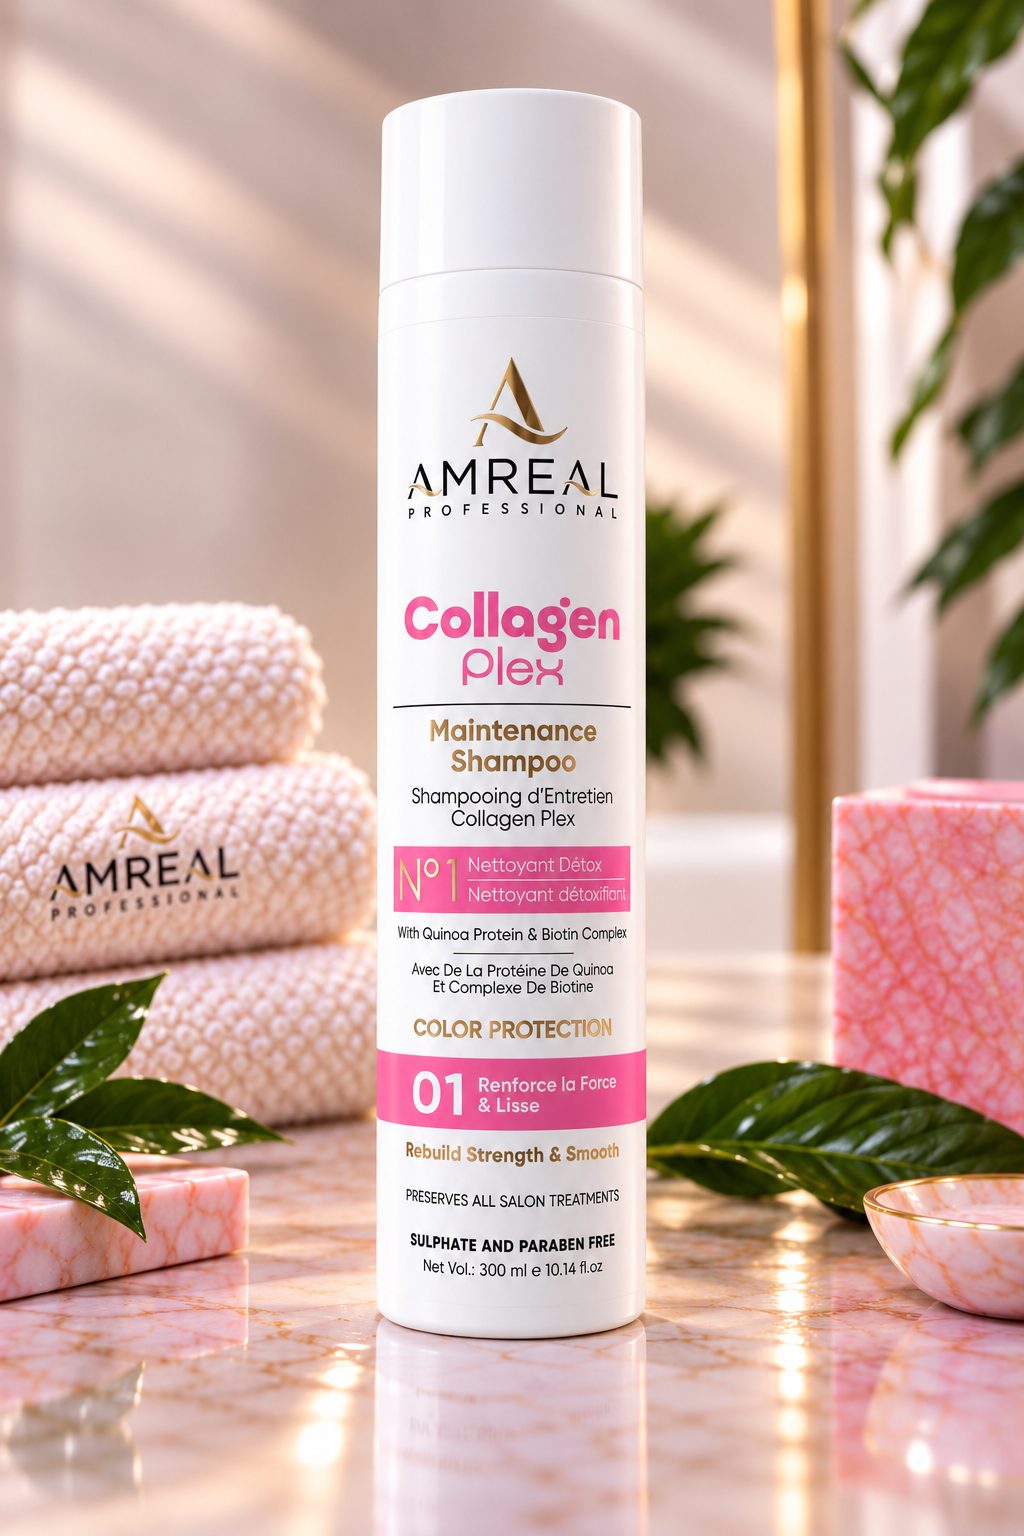 AMREAL
PROFESSIONAL
Collagen
Plex
Maintenance
Shampoo
Shampooing d'Entretien
Collagen Plex
N°1
Nettoyant Détox
Nettoyant détoxifiant
With Quinoa Protein & Biotin Complex
Avec De La Protéine De Quinoa
Et Complexe De Biotine
COLOR PROTECTION
01
Renforce la Force
& Lisse
Rebuild Strength & Smooth
PRESERVES ALL SALON TREATMENTS
SULPHATE AND PARABEN FREE
Net Vol.: 300 ml e 10.14 fl.oz
AMREAL
PROFESSIONAL